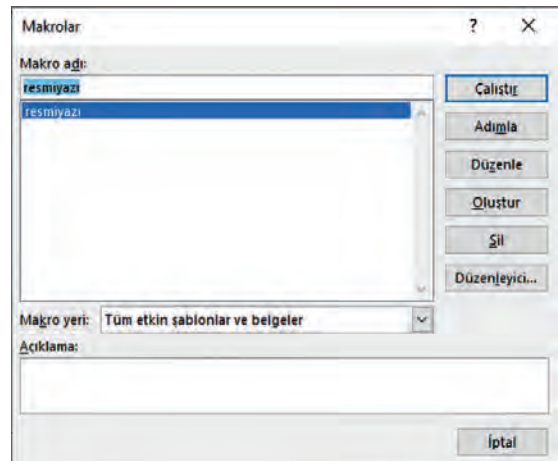 Makrolar ? ✕
Makro adı:
resmiyazı
resmiyazı
Çalıştır
Adımla
Düzenle
Oluştur
Sil
Düzenleyici...
Makro yeri: Tüm etkin şablonlar ve belgeler
Açıklama:
İptal